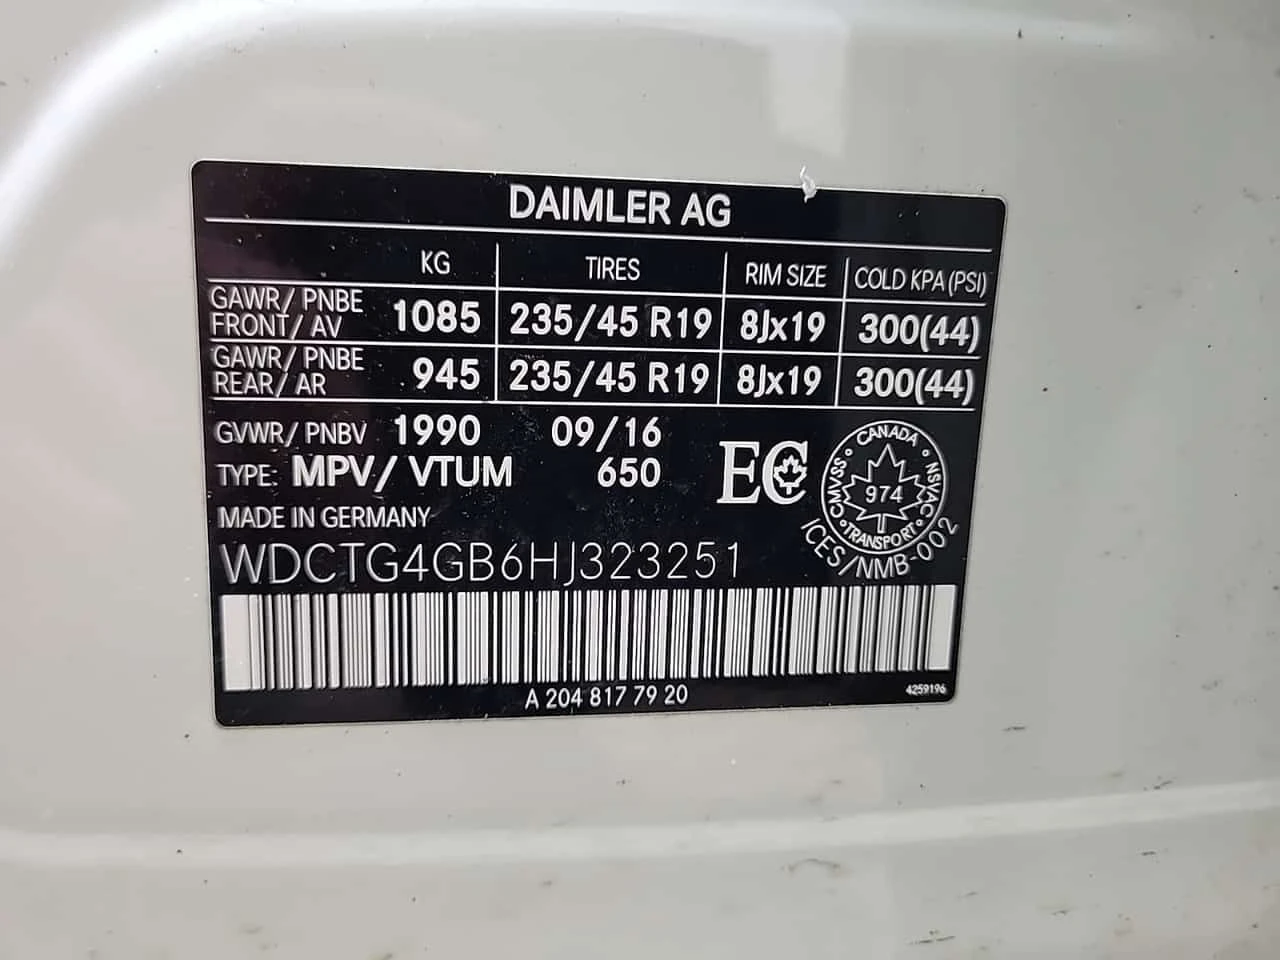 DAIMLER AG
KG TIRES RIM SIZE COLD KPA (PSI)
GAWR/ PNBE FRONT/ AV 1085 235/45 R19 8Jx19 300(44)
GAWR/ PNBE REAR/ AR 945 235/45 R19 8Jx19 300(44)
GVWR/ PNBV 1990 09/16
TYPE: MPV/ VTUM 650
EC
CANADA
CMVSS NSVAC
974
TRANSPORT
ICES/NMB-002
MADE IN GERMANY
WDCTG4GB6HJ323251
A 204 817 79 20
4259196